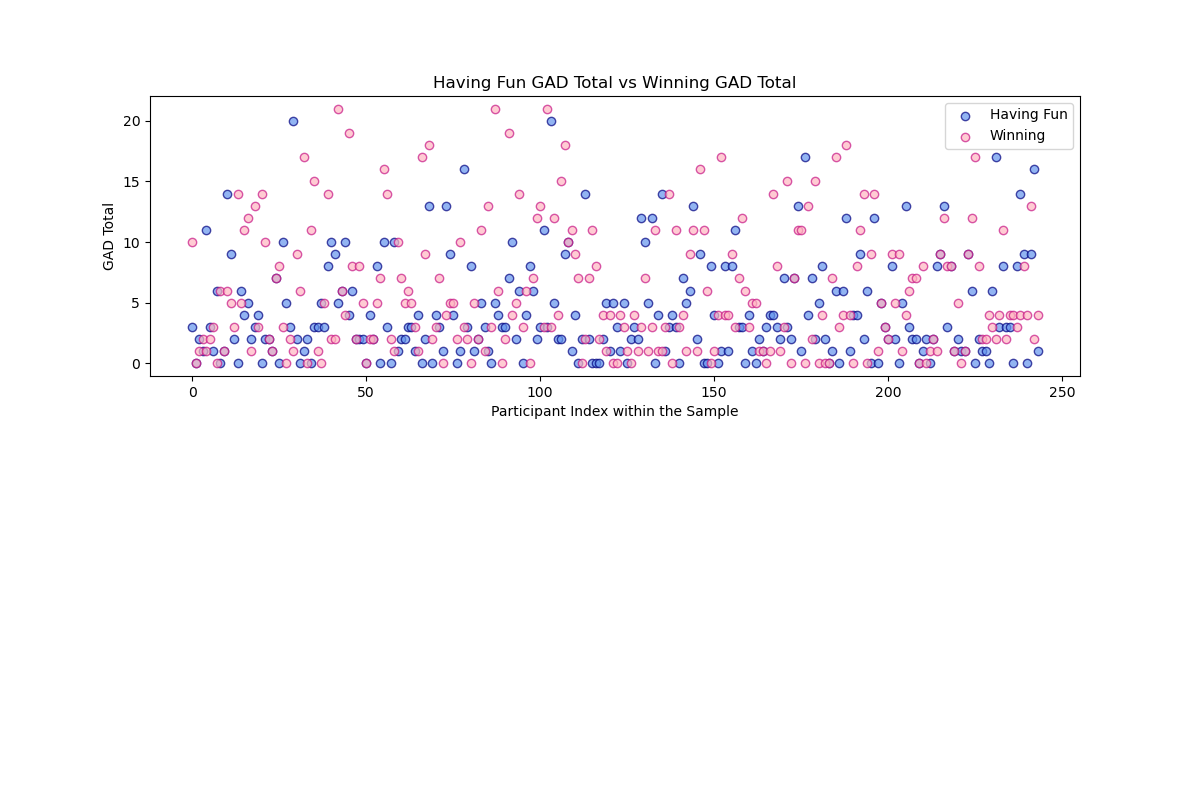 Having Fun GAD Total vs Winning GAD Total
20
15
10
5
0
GAD Total
Having Fun
Winning
0 50 100 150 200 250
Participant Index within the Sample